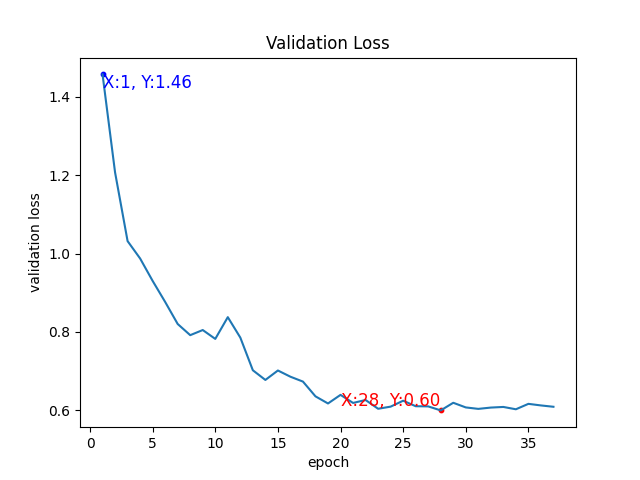 Validation Loss
X:1, Y:1.46
X:28, Y:0.60
validation loss
1.4
1.2
1.0
0.8
0.6
0 5 10 15 20 25 30 35
epoch